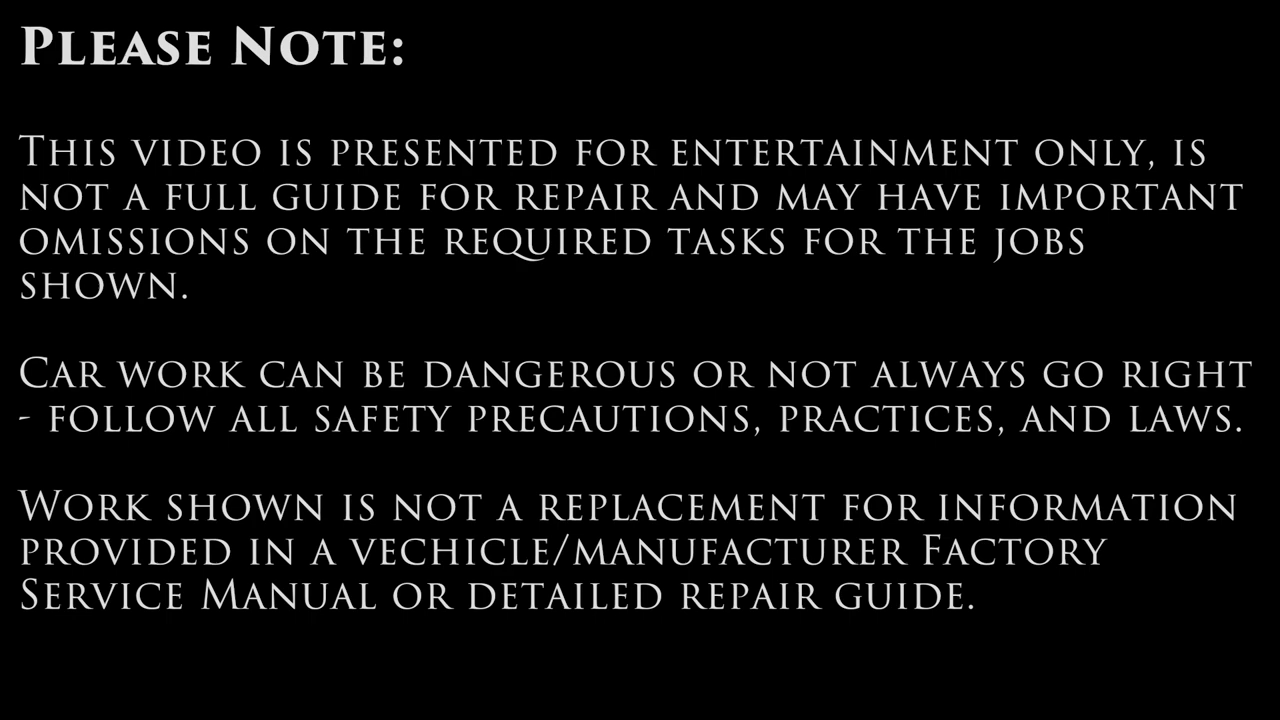 Please Note:
This video is presented for entertainment only, is
not a full guide for repair and may have important
omissions on the required tasks for the jobs
shown.
Car work can be dangerous or not always go right
- follow all safety precautions, practices, and laws.
Work shown is not a replacement for information
provided in a vechicle/manufacturer Factory
Service Manual or detailed repair guide.